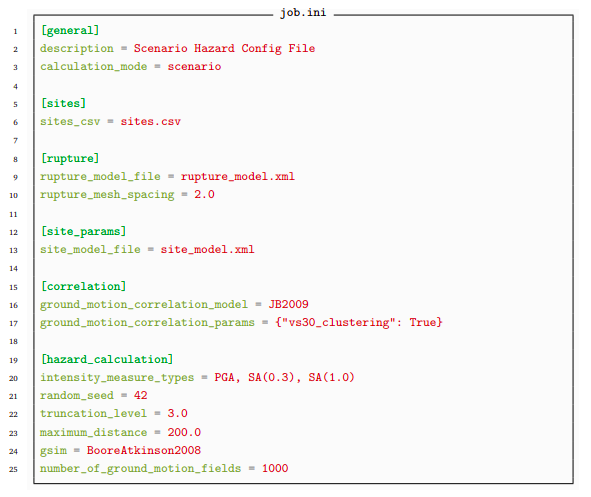 job.ini
1 [general]
2 description = Scenario Hazard Config File
3 calculation_mode = scenario
4
5 [sites]
6 sites_csv = sites.csv
7
8 [rupture]
9 rupture_model_file = rupture_model.xml
10 rupture_mesh_spacing = 2.0
11
12 [site_params]
13 site_model_file = site_model.xml
14
15 [correlation]
16 ground_motion_correlation_model = JB2009
17 ground_motion_correlation_params = {"vs30_clustering": True}
18
19 [hazard_calculation]
20 intensity_measure_types = PGA, SA(0.3), SA(1.0)
21 random_seed = 42
22 truncation_level = 3.0
23 maximum_distance = 200.0
24 gsim = BooreAtkinson2008
25 number_of_ground_motion_fields = 1000